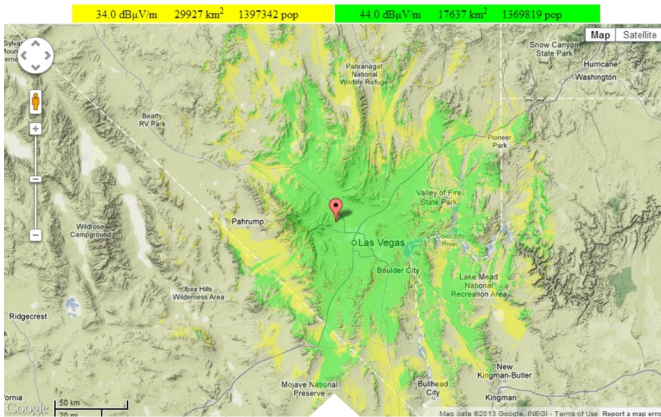 34.0 dBµV/m 29927 km² 1397342 pop
44.0 dBµV/m 17637 km² 1369819 pop
Map Satellite
Snow Canyon
State Park
Hurricane
Washington
Pahranagat
National
Wildlife Refuge
Beatty
RV Park
Pioneer
Park
Valley of Fire
State Park
Pahrump
Wildrose
Campground
Las Vegas
Colorado
River
Boulder City
Lake Mead
National
Recreation Area
Ibex Hills
Wilderness Area
Ridgecrest
New
Kingman-Butler
Mojave National
Preserve
Bullhead
City
Kingman
50 km
20 mi
Google
Map data ©2013 Google, INEGI - Terms of Use Report a map erro